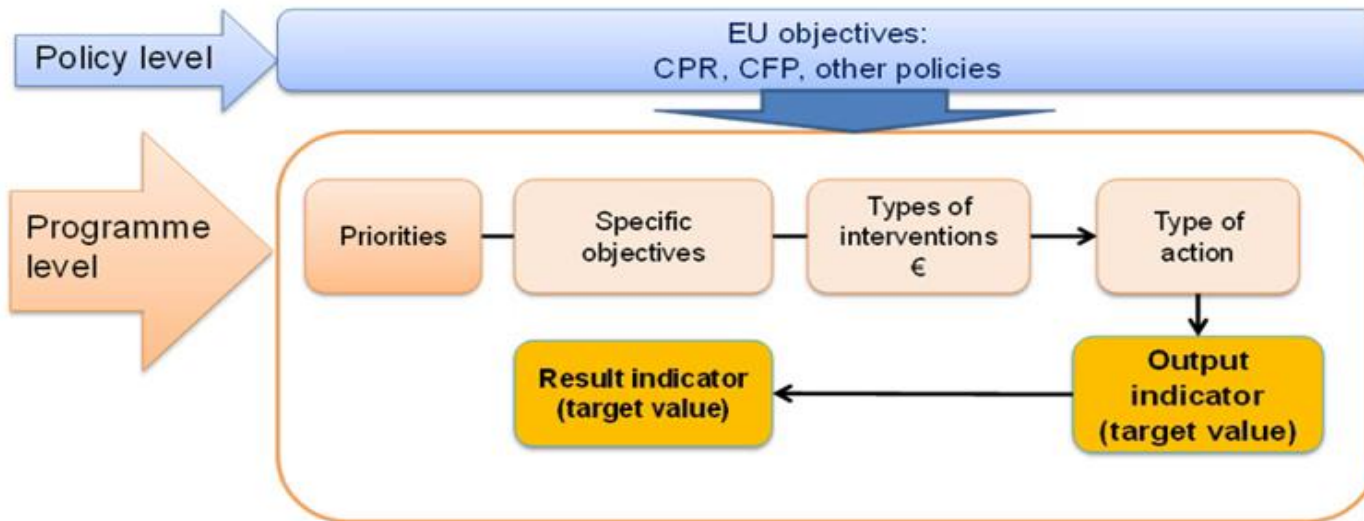 Policy level
EU objectives:
CPR, CFP, other policies
Programme
level
Priorities
Specific
objectives
Types of
interventions
€
Type of
action
Result indicator
(target value)
Output
indicator
(target value)